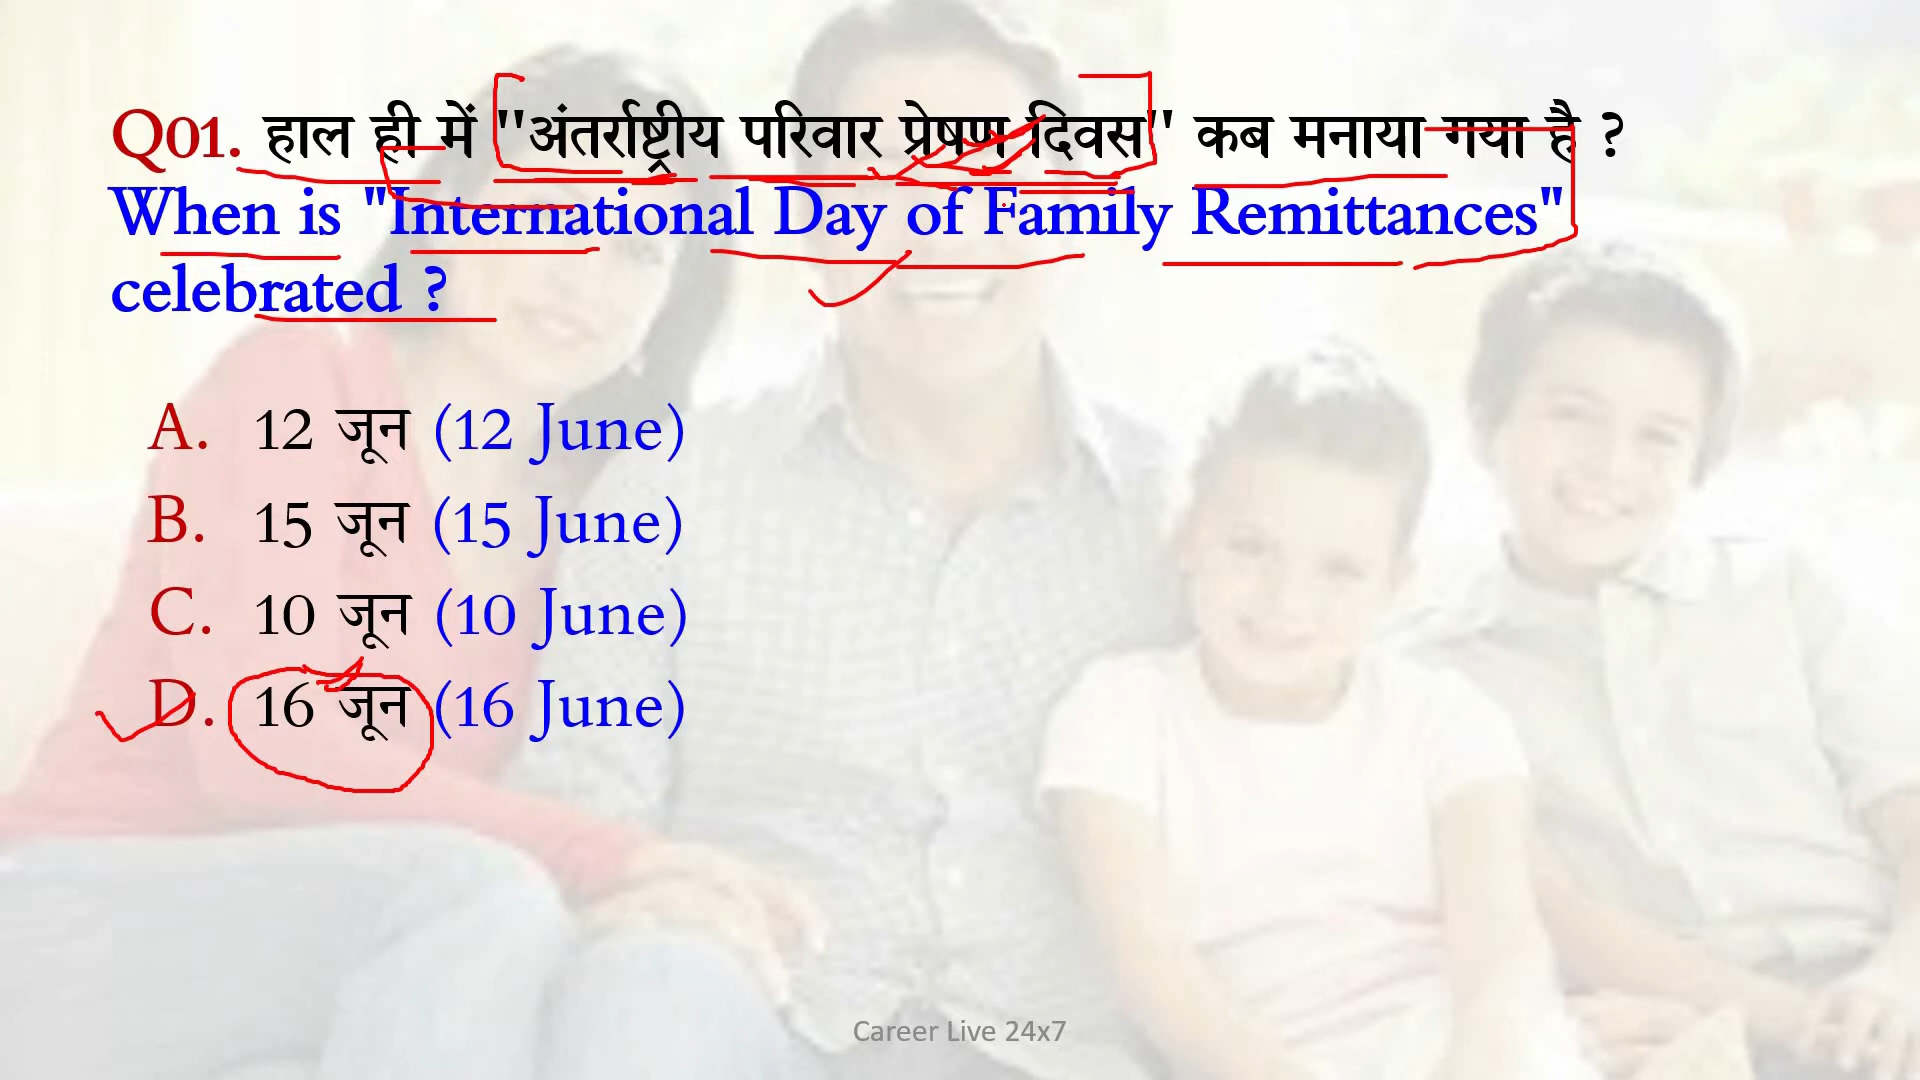 Q01. हाल ही में "अंतर्राष्ट्रीय परिवार प्रेषण दिवस" कब मनाया गया है ?
When is "International Day of Family Remittances"
celebrated ?
A. 12 जून (12 June)
B. 15 जून (15 June)
C. 10 जून (10 June)
D. 16 जून (16 June)
Career Live 24x7